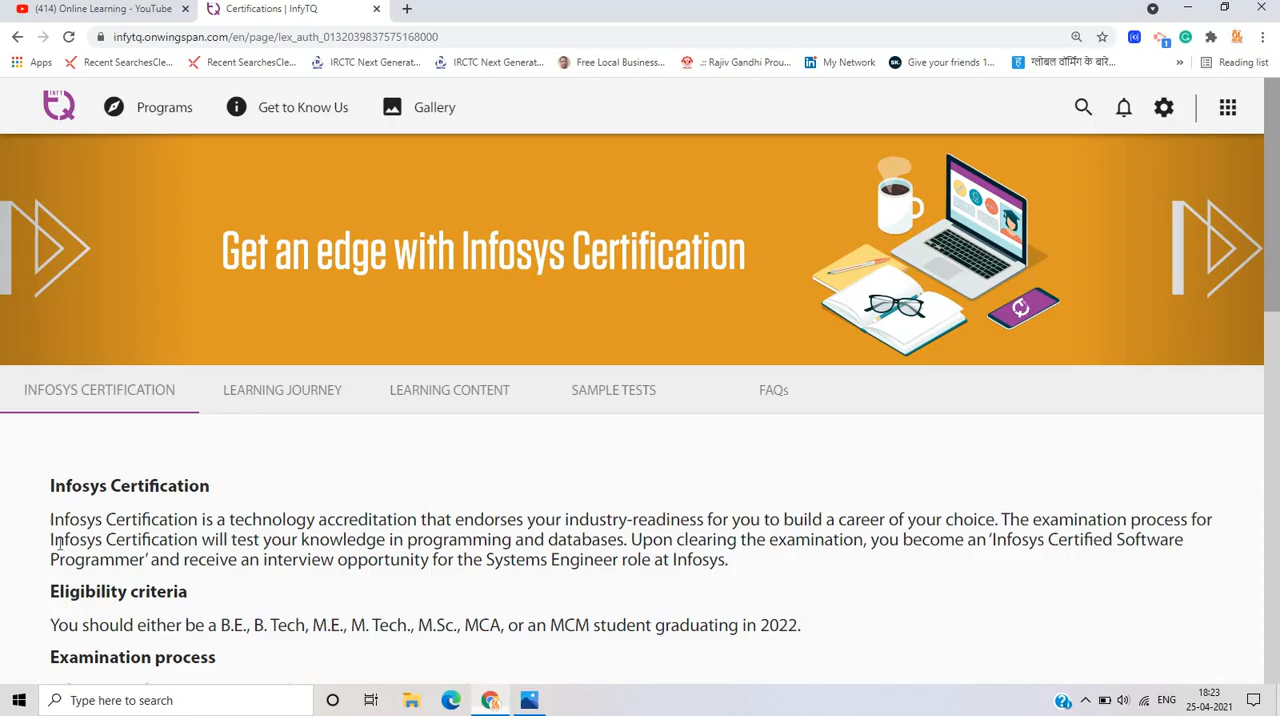 (414) Online Learning - YouTube
Certifications | InfyTQ
infytq.onwingspan.com/en/page/lex_auth_0132039837575168000
Apps
Recent SearchesCle...
Recent SearchesCle...
IRCTC Next Generat...
IRCTC Next Generat...
Free Local Business...
.:: Rajiv Gandhi Prou...
My Network
Give your friends 1...
ग्लोबल वॉर्मिंग के बारे...
»
Reading list
INFY
TQ
Programs
Get to Know Us
Gallery
Get an edge with Infosys Certification
INFOSYS CERTIFICATION
LEARNING JOURNEY
LEARNING CONTENT
SAMPLE TESTS
FAQs
Infosys Certification
Infosys Certification is a technology accreditation that endorses your industry-readiness for you to build a career of your choice. The examination process for
Infosys Certification will test your knowledge in programming and databases. Upon clearing the examination, you become an ‘Infosys Certified Software
Programmer’ and receive an interview opportunity for the Systems Engineer role at Infosys.
Eligibility criteria
You should either be a B.E., B. Tech, M.E., M. Tech., M.Sc., MCA, or an MCM student graduating in 2022.
Examination process
Type here to search
ENG
18:23
25-04-2021